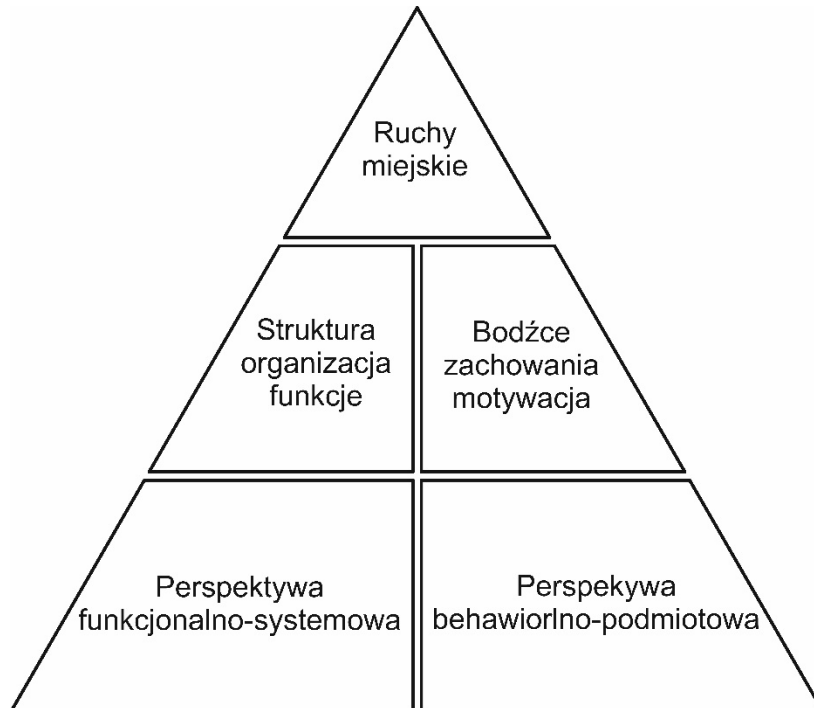 Ruchy
miejskie
Struktura
organizacja
funkcje
Bodźce
zachowania
motywacja
Perspektywa
funkcjonalno-systemowa
Perspekywa
behawiorlno-podmiotowa